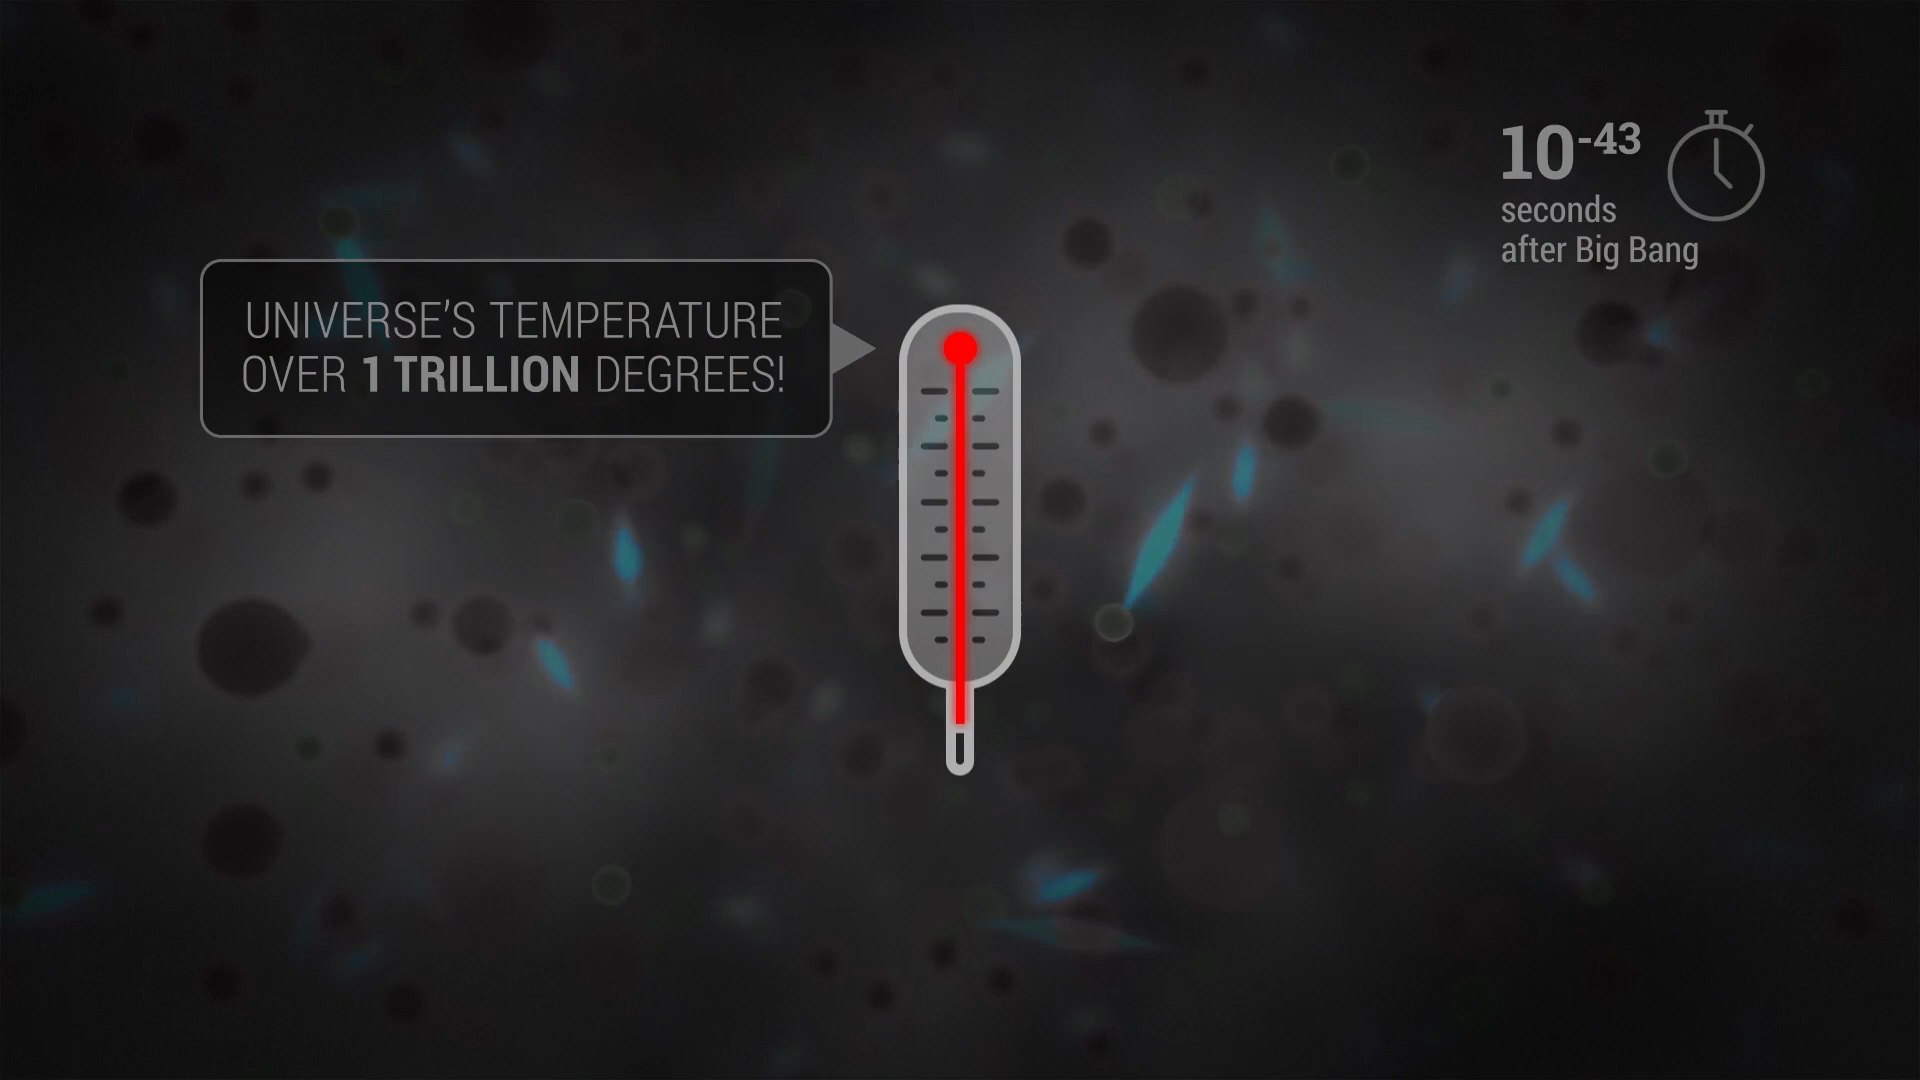 UNIVERSE’S TEMPERATURE
OVER 1 TRILLION DEGREES!
10⁻⁴³
seconds
after Big Bang